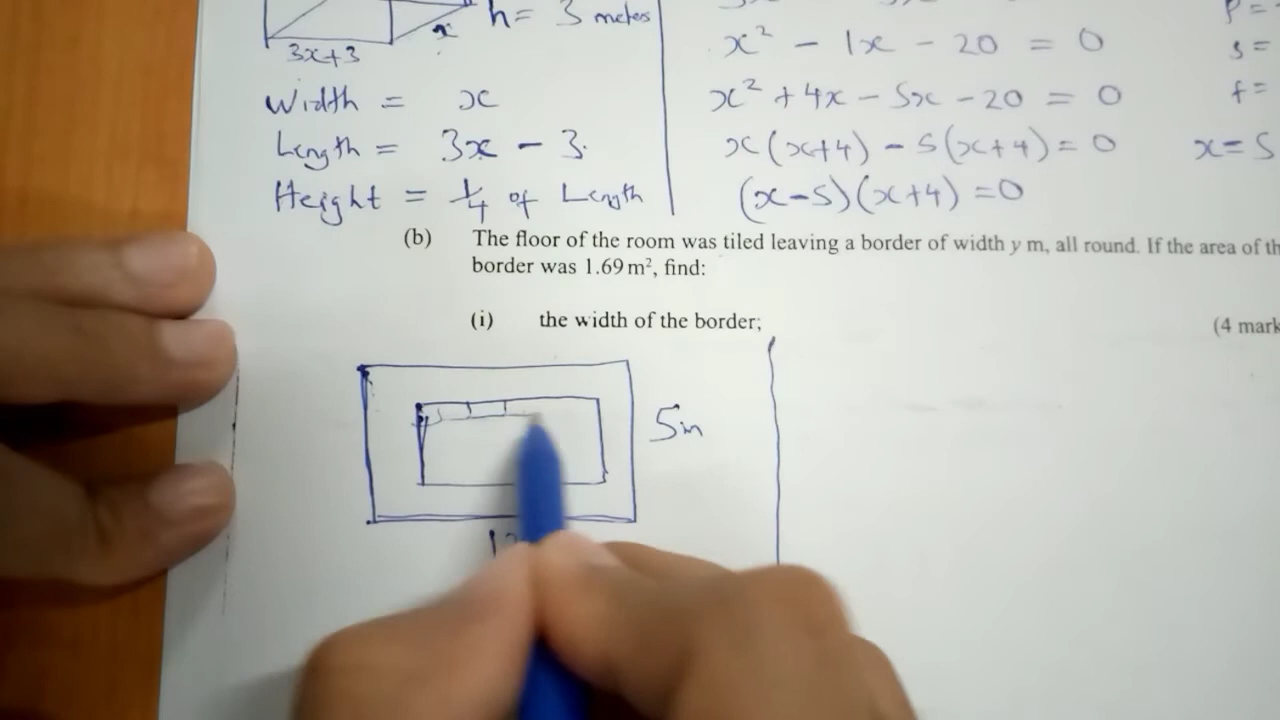 h = 3 metes
x
3x+3
Width = x
Length = 3x - 3.
Height = 1/4 of Length
x² - 1x - 20 = 0
x² + 4x - 5x - 20 = 0
x(x+4) - 5(x+4) = 0
(x-5)(x+4) = 0
P =
s =
f =
x = 5
(b) The floor of the room was tiled leaving a border of width y m, all round. If the area of th
border was 1.69 m², find:
(i) the width of the border;
(4 mark
5m